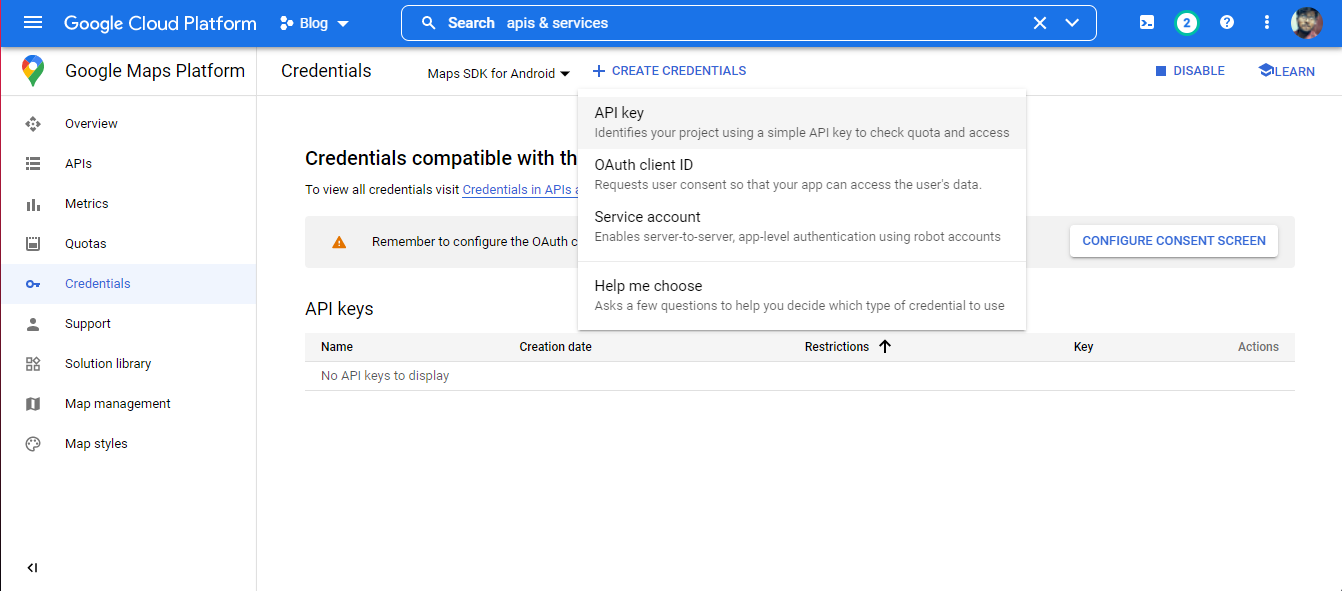 Google Cloud Platform
Blog
Search apis & services
2
Google Maps Platform
Credentials
Maps SDK for Android
CREATE CREDENTIALS
DISABLE
LEARN
Overview
APIs
Metrics
Quotas
Credentials
Support
Solution library
Map management
Map styles
API key
Identifies your project using a simple API key to check quota and access
OAuth client ID
Requests user consent so that your app can access the user's data.
Service account
Enables server-to-server, app-level authentication using robot accounts
Help me choose
Asks a few questions to help you decide which type of credential to use
Credentials compatible with th
To view all credentials visit Credentials in APIs
Remember to configure the OAuth c
CONFIGURE CONSENT SCREEN
API keys
Name Creation date Restrictions Key Actions
No API keys to display